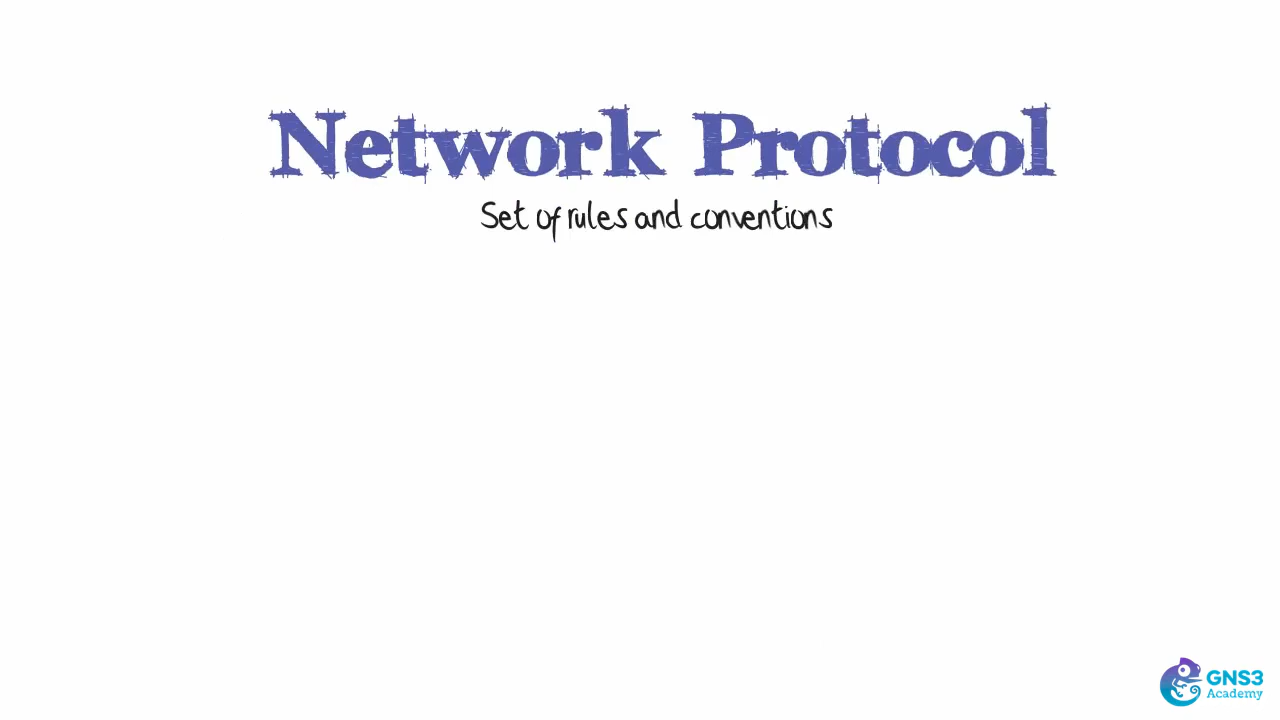 Network Protocol
Set of rules and conventions
GNS3
Academy